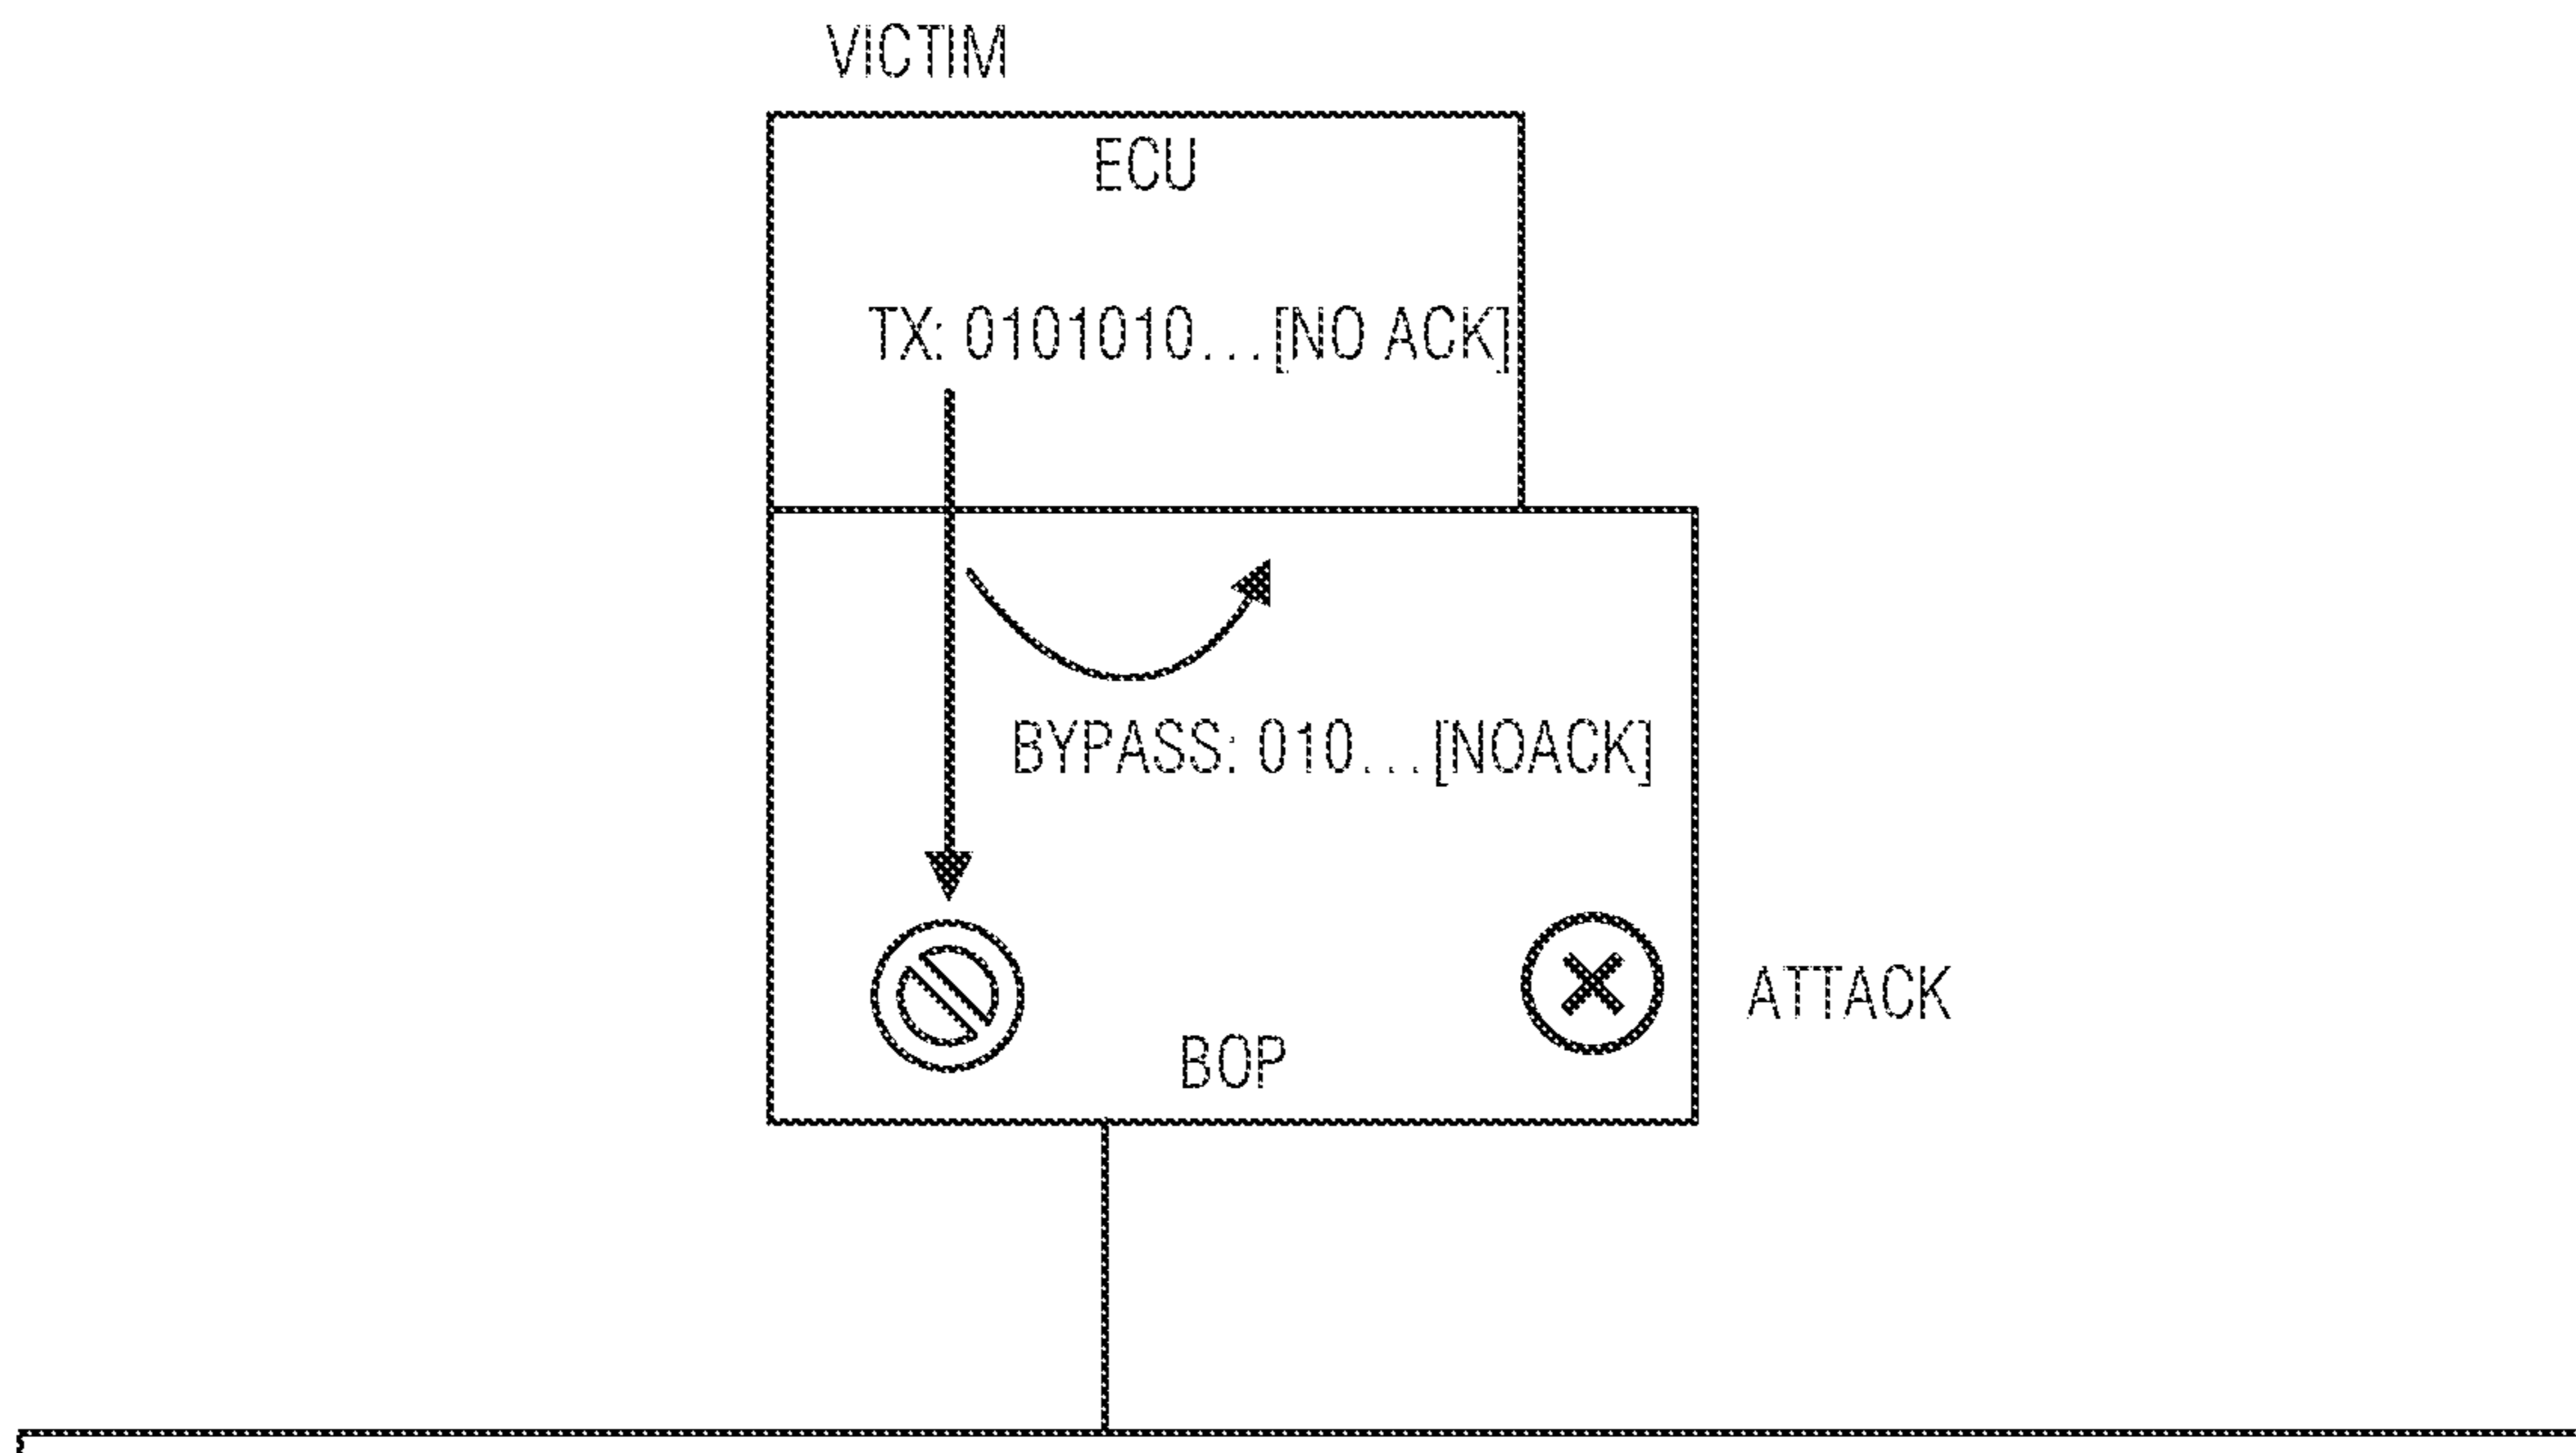 VICTIM
ECU
TX: 0101010...[NO ACK]
BYPASS: 010...[NOACK]
ATTACK
BOP